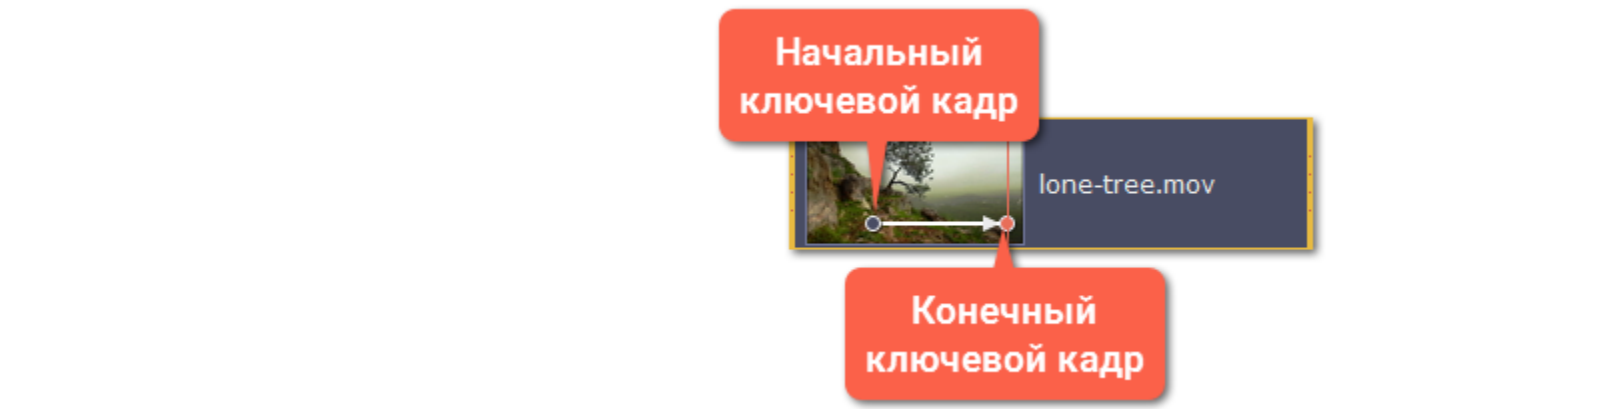 Начальный
ключевой кадр
lone-tree.mov
Конечный
ключевой кадр